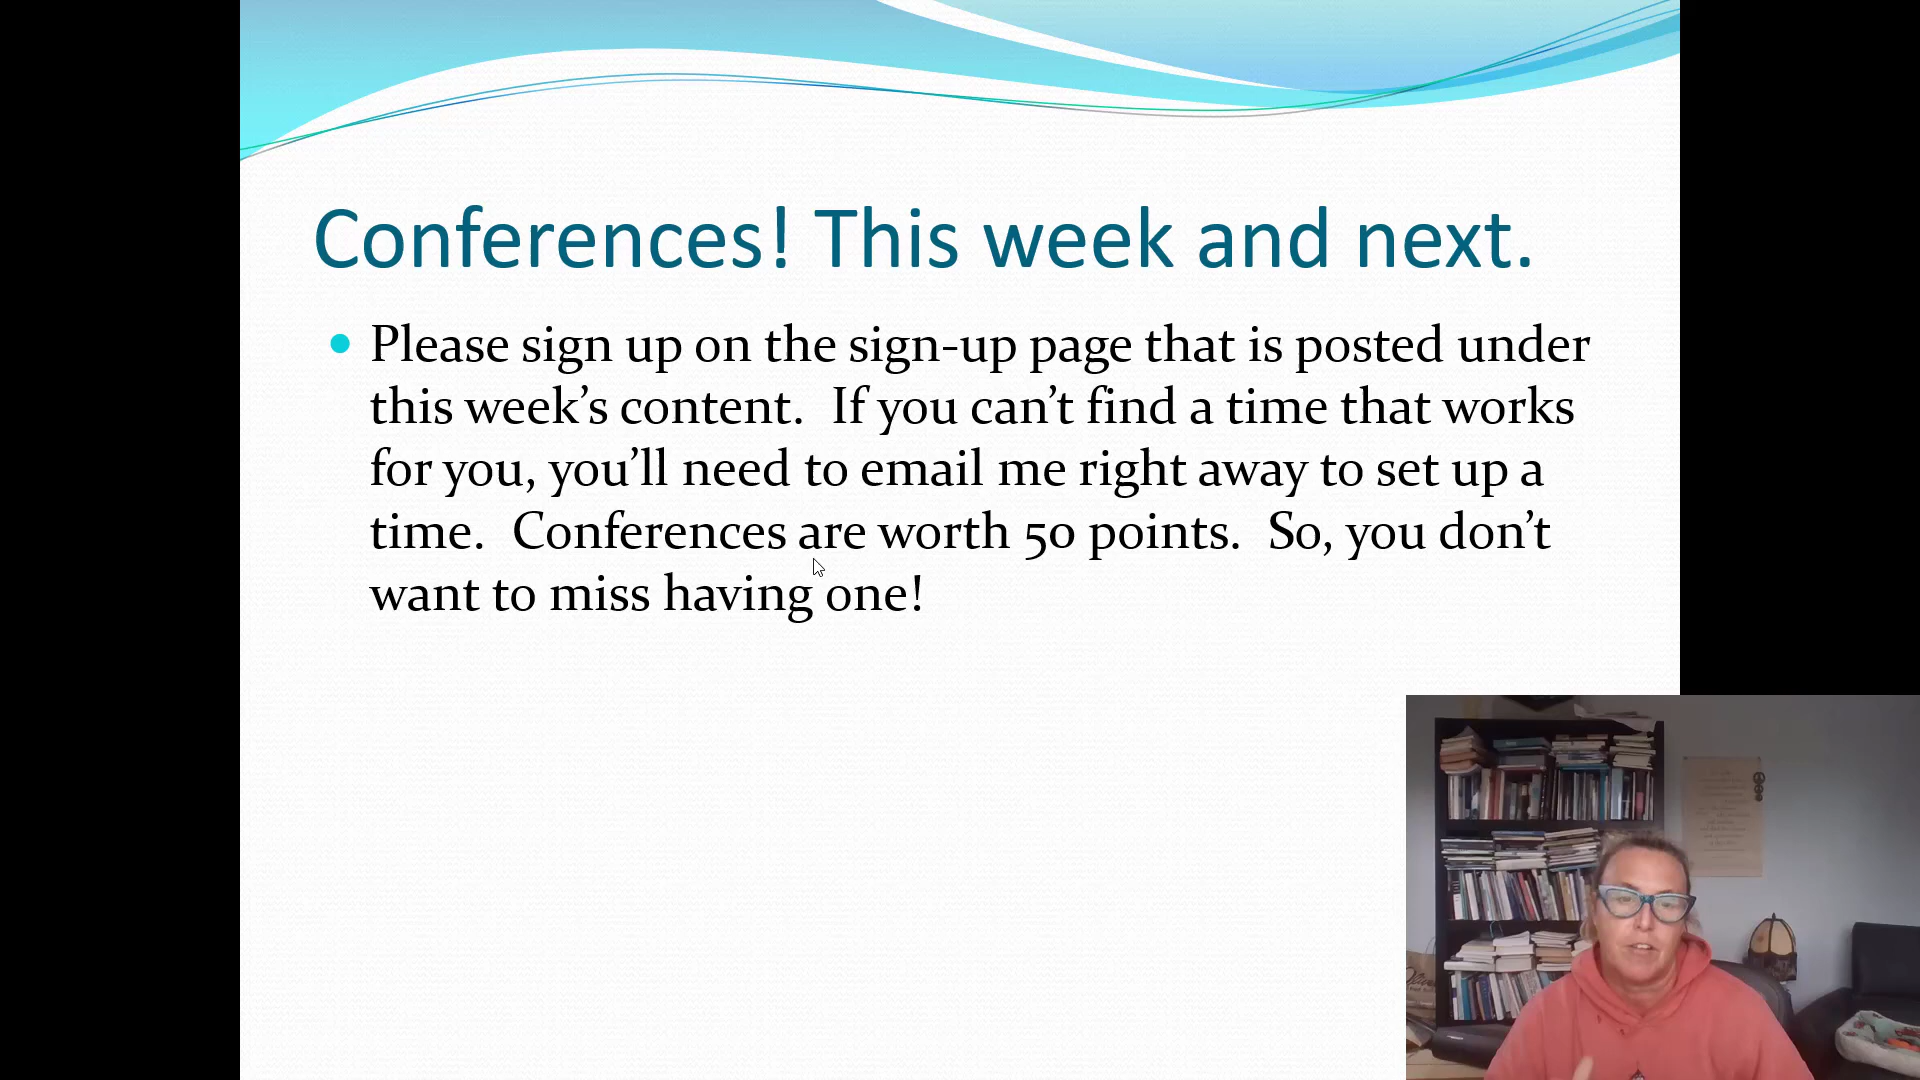 Conferences! This week and next.
Please sign up on the sign-up page that is posted under
this week’s content.  If you can’t find a time that works
for you, you’ll need to email me right away to set up a
time.  Conferences are worth 50 points.  So, you don’t
want to miss having one!